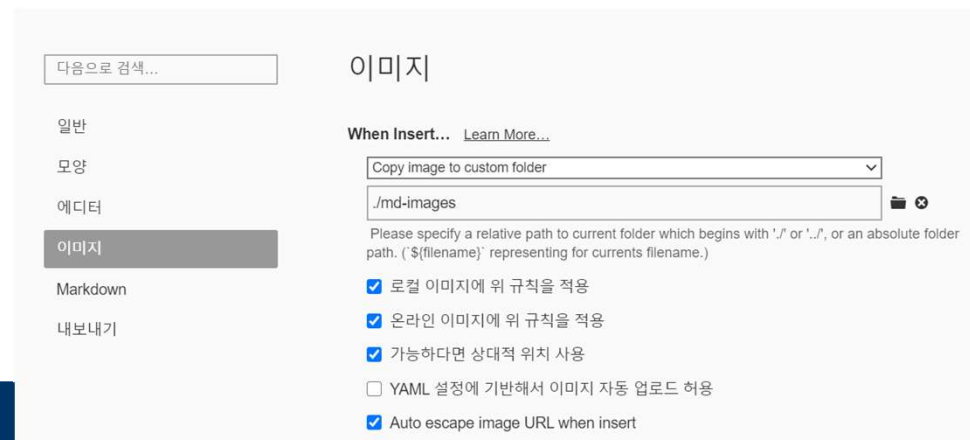 다음으로 검색...
일반
모양
에디터
이미지
Markdown
내보내기
이미지
When Insert... Learn More...
Copy image to custom folder
./md-images
Please specify a relative path to current folder which begins with './' or '../', or an absolute folder
path. (`${filename}` representing for currents filename.)
로컬 이미지에 위 규칙을 적용
온라인 이미지에 위 규칙을 적용
가능하다면 상대적 위치 사용
YAML 설정에 기반해서 이미지 자동 업로드 허용
Auto escape image URL when insert